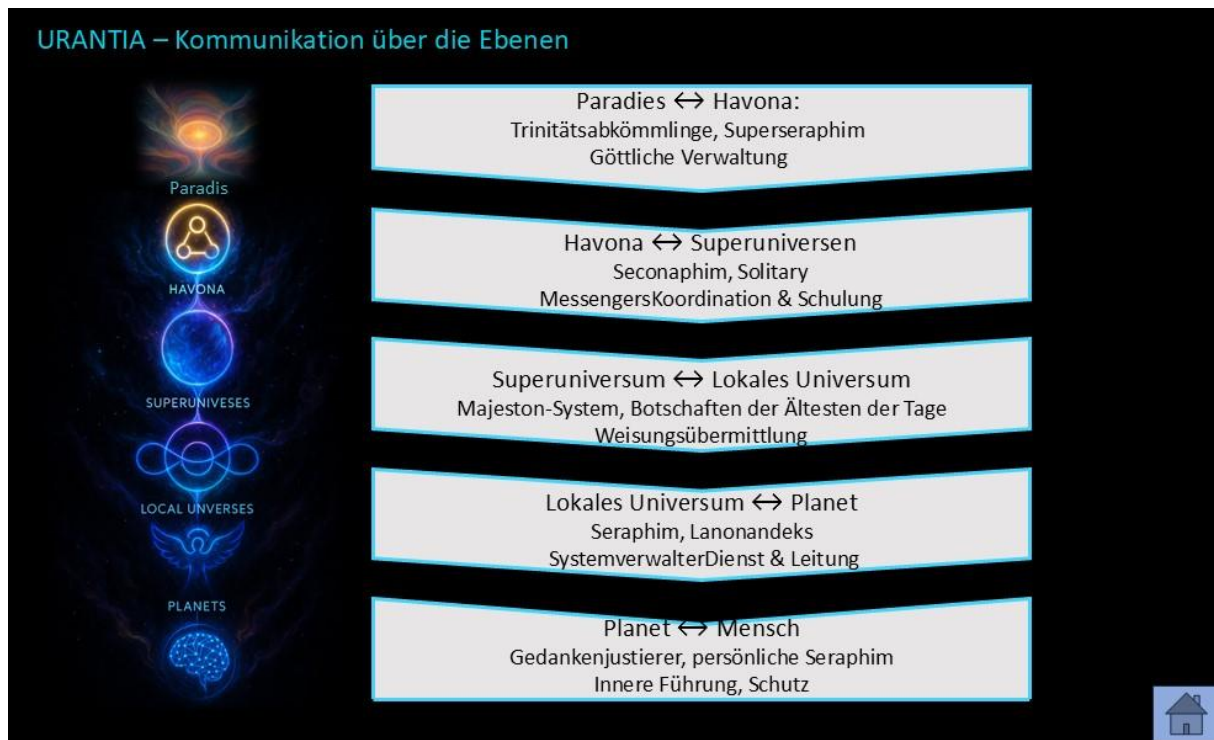 URANTIA – Kommunikation über die Ebenen
Paradis
HAVONA
SUPERUNIVESES
LOCAL UNVERSES
PLANETS
Paradies ↔ Havona:
Trinitätsabkömmlinge, Superseraphim
Göttliche Verwaltung
Havona ↔ Superuniversen
Seconaphim, Solitary
MessengersKoordination & Schulung
Superuniversum ↔ Lokales Universum
Majeston-System, Botschaften der Ältesten der Tage
Weisungsübermittlung
Lokales Universum ↔ Planet
Seraphim, Lanonandeks
SystemverwalterDienst & Leitung
Planet ↔ Mensch
Gedankenjustierer, persönliche Seraphim
Innere Führung, Schutz